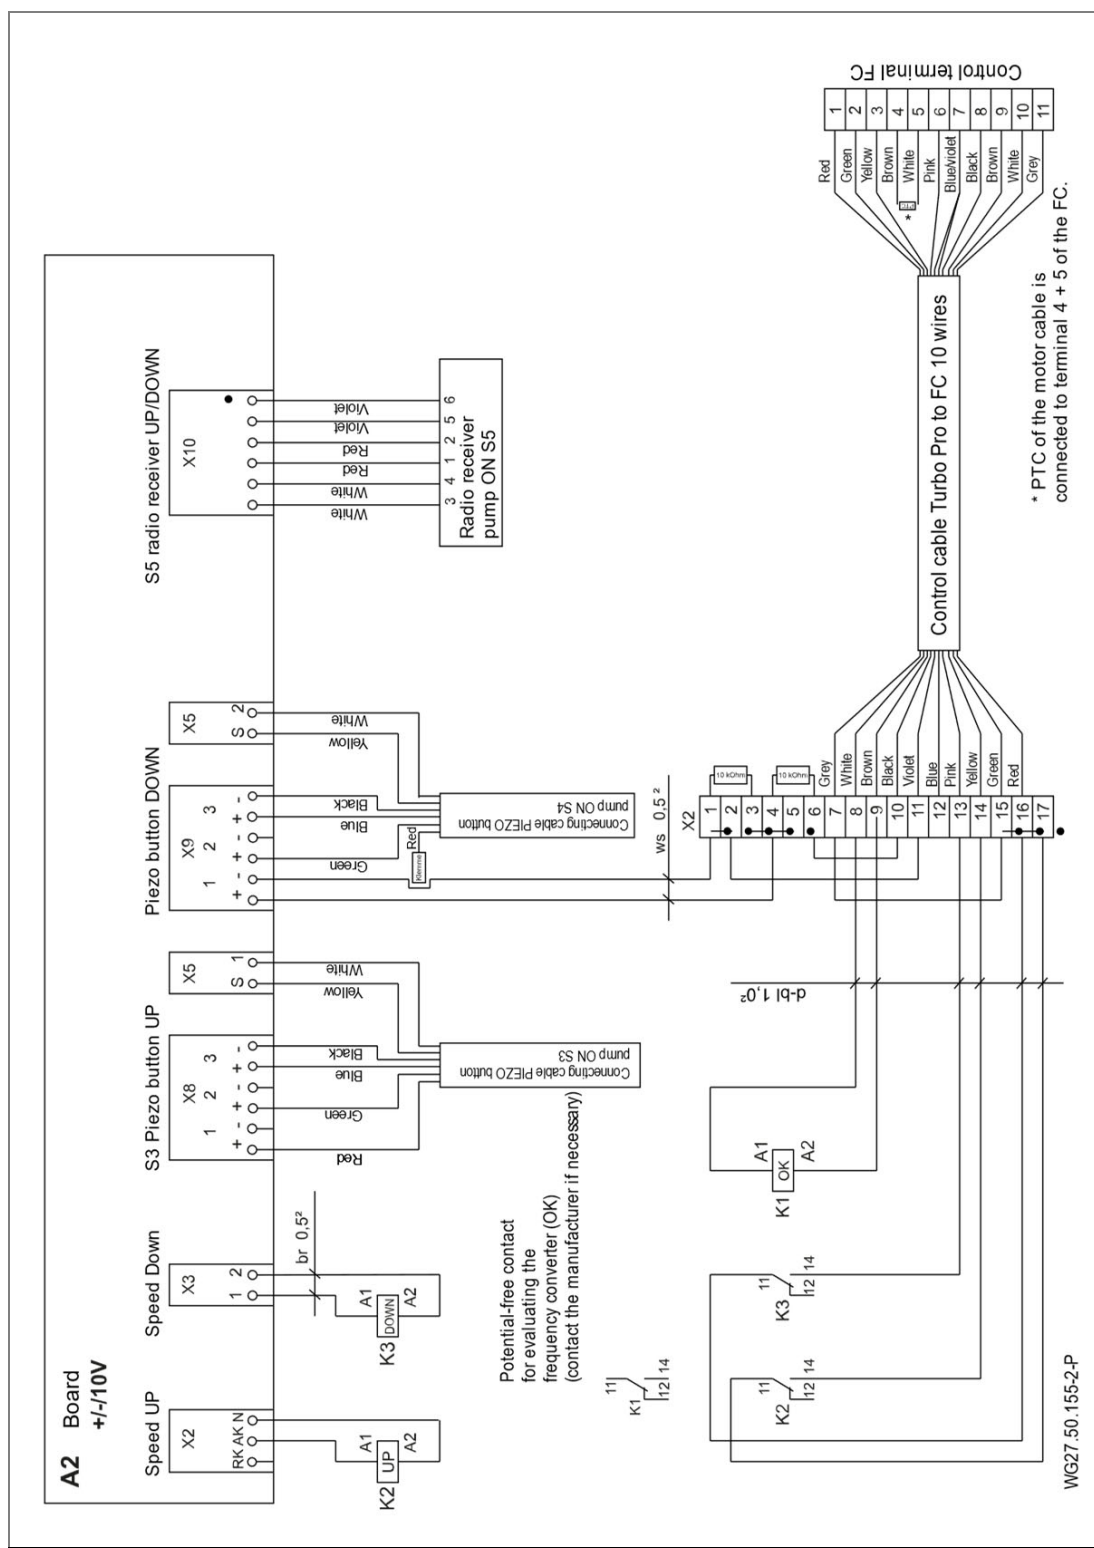 A2 Board
+/-/10V
Speed UP
X2
RK AK N
Speed Down
X3
1 2
S3 Piezo button UP
X8
1 2 3
+ - + - + -
X5
S 1
Piezo button DOWN
X9
1 2 3
+ - + - + -
X5
S 2
S5 radio receiver UP/DOWN
X10
br 0,5²
Red
Green
Blue
Black
Yellow
White
Green
Blue
Black
Yellow
White
White
White
Red
Red
Violet
Violet
K2 UP A1 A2
K3 DOWN A1 A2
Connecting cable PIEZO button
pump ON S3
Klemme
Red
Connecting cable PIEZO button
pump ON S4
3 4 1 2 5 6
Radio receiver
pump ON S5
Potential-free contact
for evaluating the
frequency converter (OK)
(contact the manufacturer if necessary)
K1 11 12 14
ws 0,5²
d-bl 1,0²
K2 11 12 14
K3 11 12 14
K1 OK A1 A2
X2
10 kOhm
10 kOhm
1 2 3 4 5 6 7 8 9 10 11 12 13 14 15 16 17
Grey
White
Brown
Black
Violet
Blue
Pink
Yellow
Green
Red
Control cable Turbo Pro to FC 10 wires
Red
Green
Yellow
Brown
White
Pink
Blue/violet
Black
Brown
White
Grey
PTC
*
1 2 3 4 5 6 7 8 9 10 11
Control terminal FC
* PTC of the motor cable is
connected to terminal 4 + 5 of the FC.
WG27.50.155-2-P